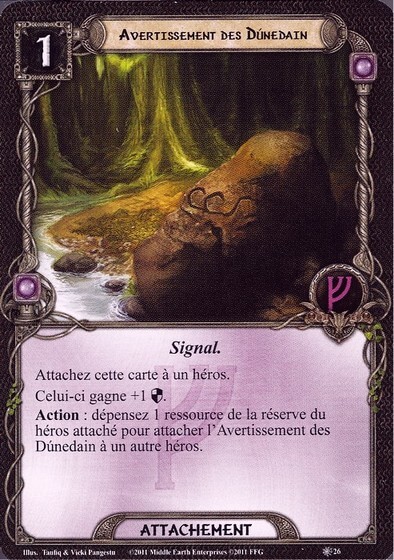 1
AVERTISSEMENT DES DÚNEDAIN
Signal.
Attachez cette carte à un héros.
Celui-ci gagne +1.
Action : dépensez 1 ressource de la réserve du
héros attaché pour attacher l'Avertissement des
Dúnedain à un autre héros.
ATTACHEMENT
Illus. Taufiq & Vicki Pangestu ©2011 Middle Earth Enterprises ©2011 FFG 26